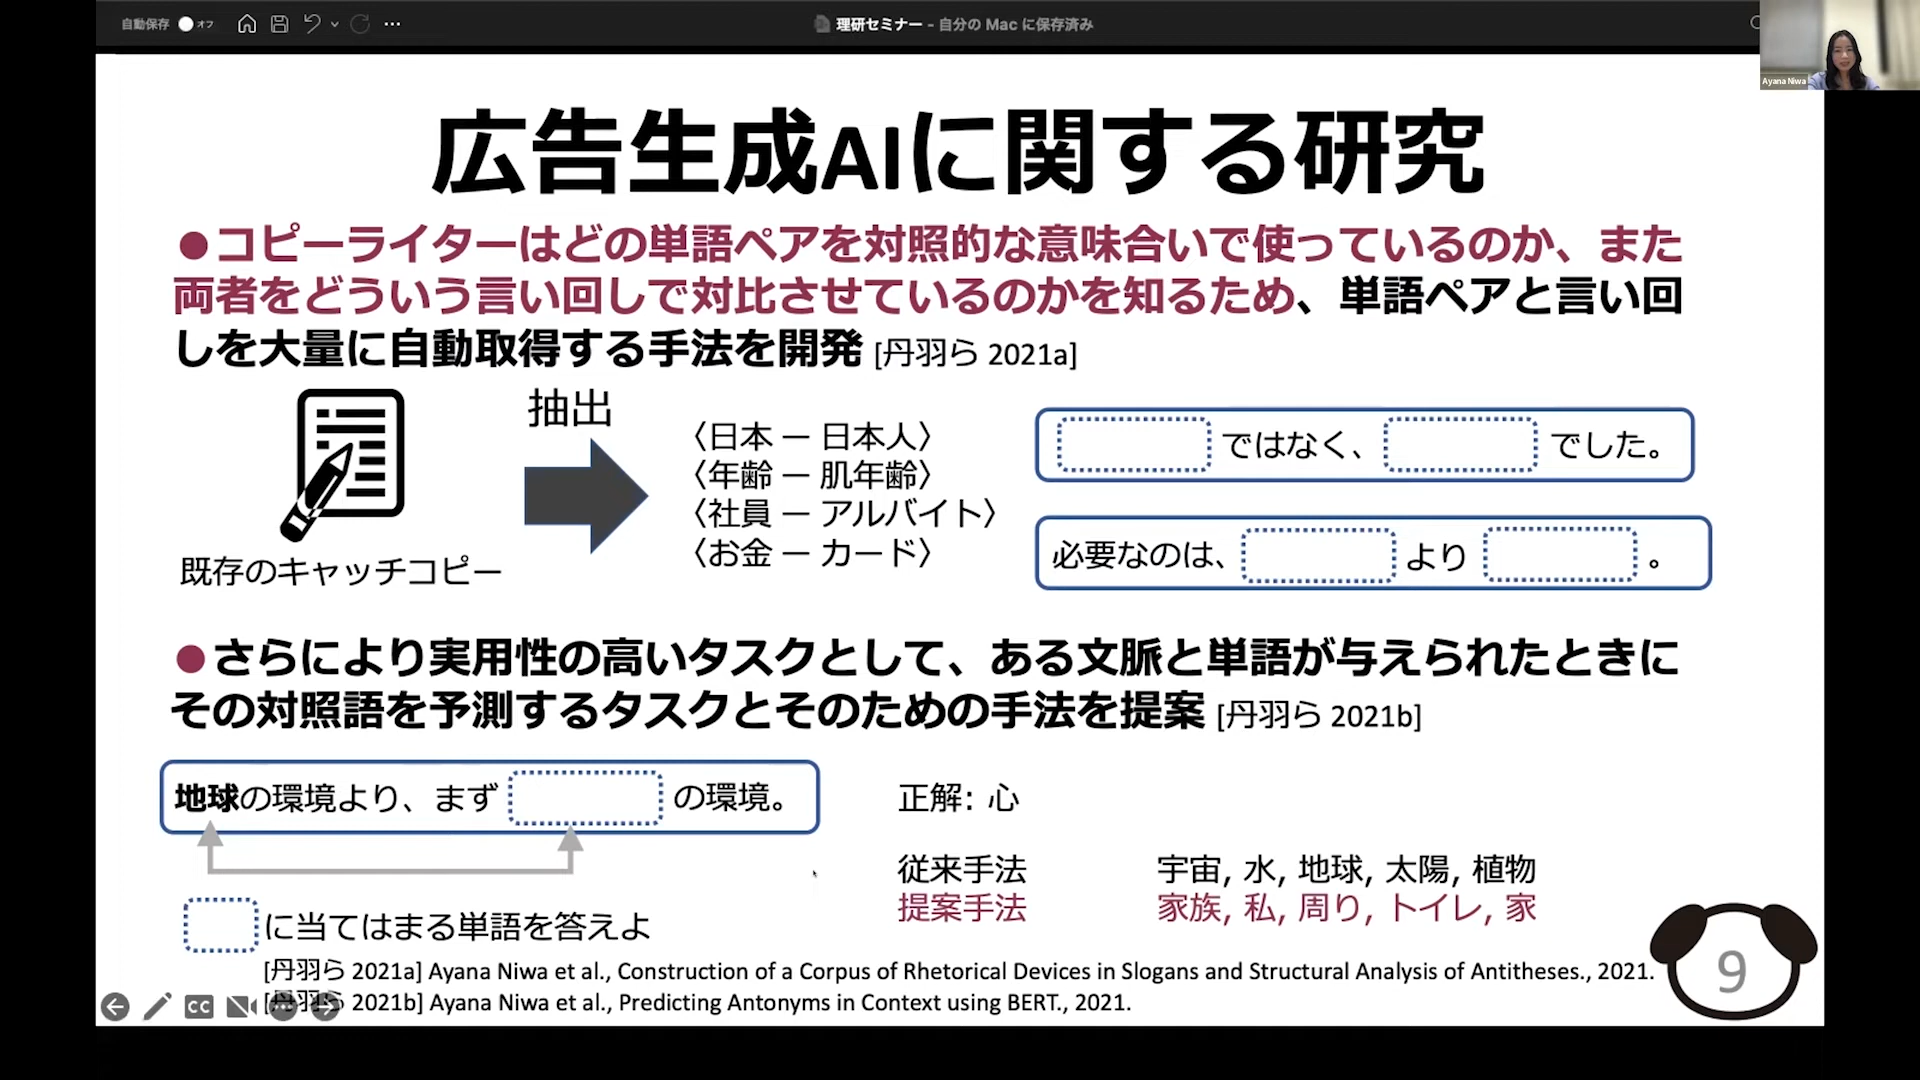 自動保存 オフ
理研セミナー - 自分の Mac に保存済み
Ayana Niwa
広告生成AIに関する研究
●コピーライターはどの単語ペアを対照的な意味合いで使っているのか、また
両者をどういう言い回しで対比させているのかを知るため、単語ペアと言い回
しを大量に自動取得する手法を開発 [丹羽ら 2021a]
既存のキャッチコピー
抽出
〈日本 ー 日本人〉
〈年齢 ー 肌年齢〉
〈社員 ー アルバイト〉
〈お金 ー カード〉
ではなく、 でした。
必要なのは、 より 。
●さらにより実用性の高いタスクとして、ある文脈と単語が与えられたときに
その対照語を予測するタスクとそのための手法を提案 [丹羽ら 2021b]
地球の環境より、まず の環境。
に当てはまる単語を答えよ
正解: 心
従来手法 宇宙, 水, 地球, 太陽, 植物
提案手法 家族, 私, 周り, トイレ, 家
[丹羽ら 2021a] Ayana Niwa et al., Construction of a Corpus of Rhetorical Devices in Slogans and Structural Analysis of Antitheses., 2021.
[丹羽ら 2021b] Ayana Niwa et al., Predicting Antonyms in Context using BERT., 2021.
CC
9